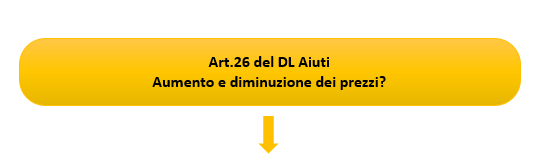 Art.26 del DL Aiuti
Aumento e diminuzione dei prezzi?